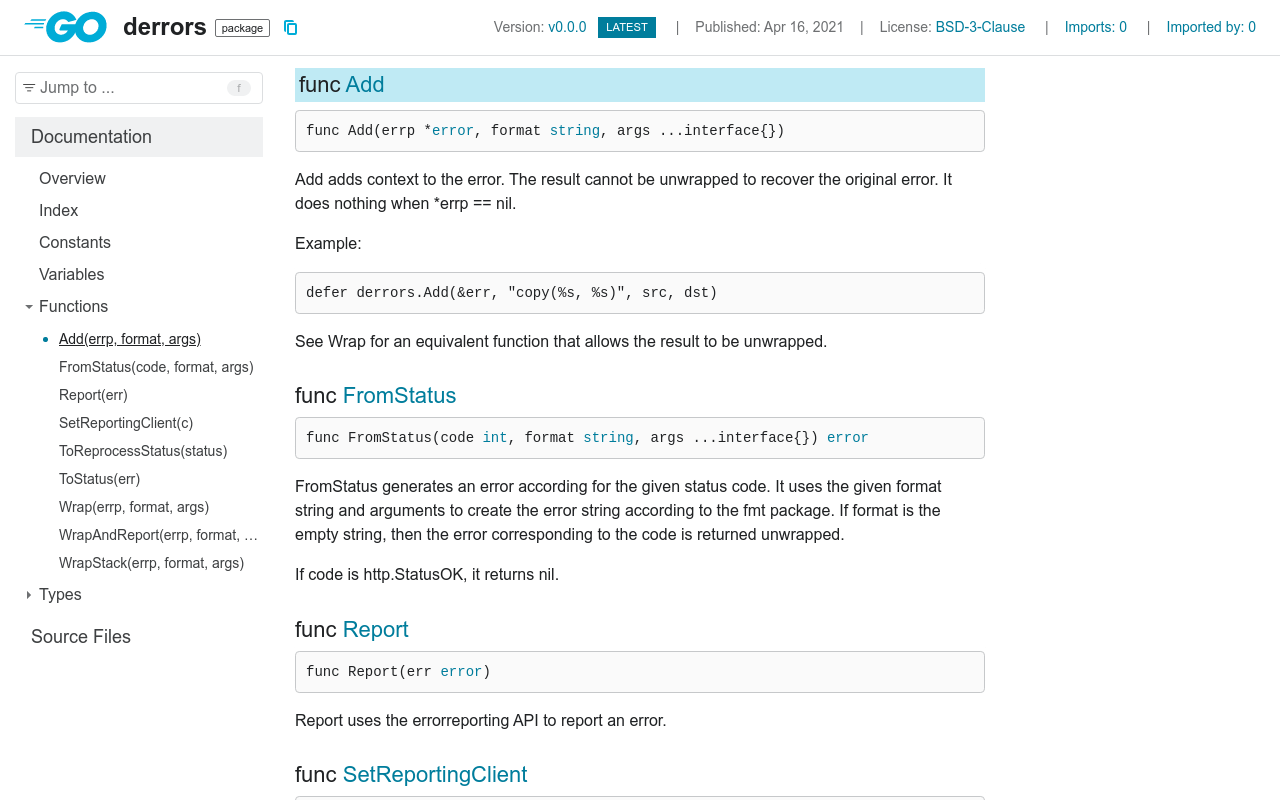 GO derrors package Version: v0.0.0 LATEST | Published: Apr 16, 2021 | License: BSD-3-Clause | Imports: 0 | Imported by: 0
Jump to ... f
Documentation
Overview
Index
Constants
Variables
Functions
Add(errp, format, args)
FromStatus(code, format, args)
Report(err)
SetReportingClient(c)
ToReprocessStatus(status)
ToStatus(err)
Wrap(errp, format, args)
WrapAndReport(errp, format, …
WrapStack(errp, format, args)
Types
Source Files
func Add
func Add(errp *error, format string, args ...interface{})
Add adds context to the error. The result cannot be unwrapped to recover the original error. It
does nothing when *errp == nil.
Example:
defer derrors.Add(&err, "copy(%s, %s)", src, dst)
See Wrap for an equivalent function that allows the result to be unwrapped.
func FromStatus
func FromStatus(code int, format string, args ...interface{}) error
FromStatus generates an error according for the given status code. It uses the given format
string and arguments to create the error string according to the fmt package. If format is the
empty string, then the error corresponding to the code is returned unwrapped.
If code is http.StatusOK, it returns nil.
func Report
func Report(err error)
Report uses the errorreporting API to report an error.
func SetReportingClient